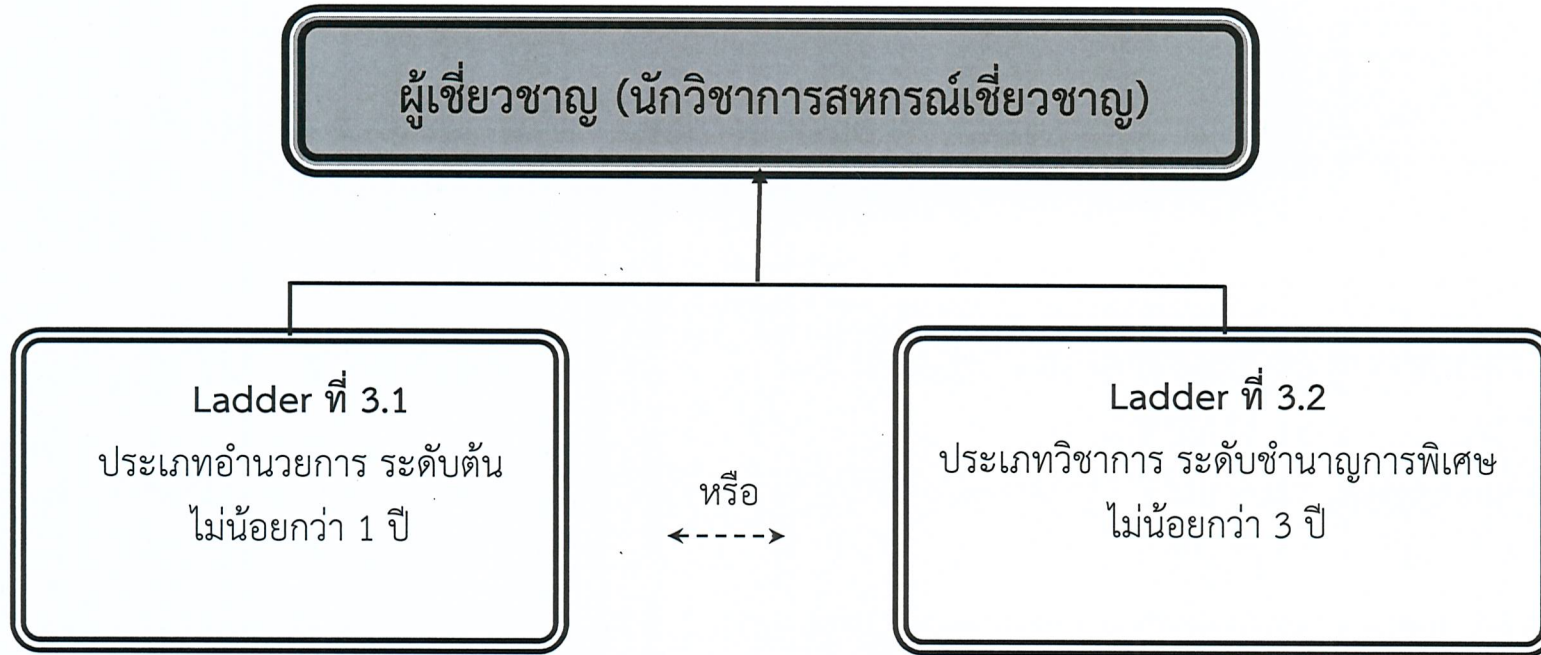 ผู้เชี่ยวชาญ (นักวิชาการสหกรณ์เชี่ยวชาญ)
Ladder ที่ 3.1
ประเภทอำนวยการ ระดับต้น
ไม่น้อยกว่า 1 ปี
หรือ
Ladder ที่ 3.2
ประเภทวิชาการ ระดับชำนาญการพิเศษ
ไม่น้อยกว่า 3 ปี